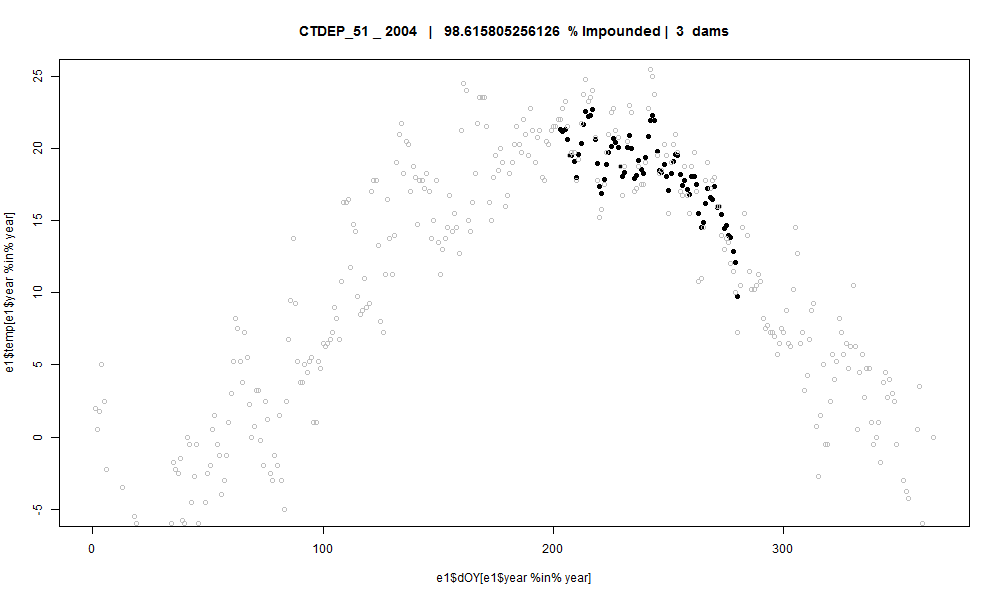 CTDEP_51 _ 2004 | 98.615805256126 % Impounded | 3 dams
e1$temp[e1$year %in% year]
25
20
15
10
5
0
-5
0 100 200 300
e1$dOY[e1$year %in% year]